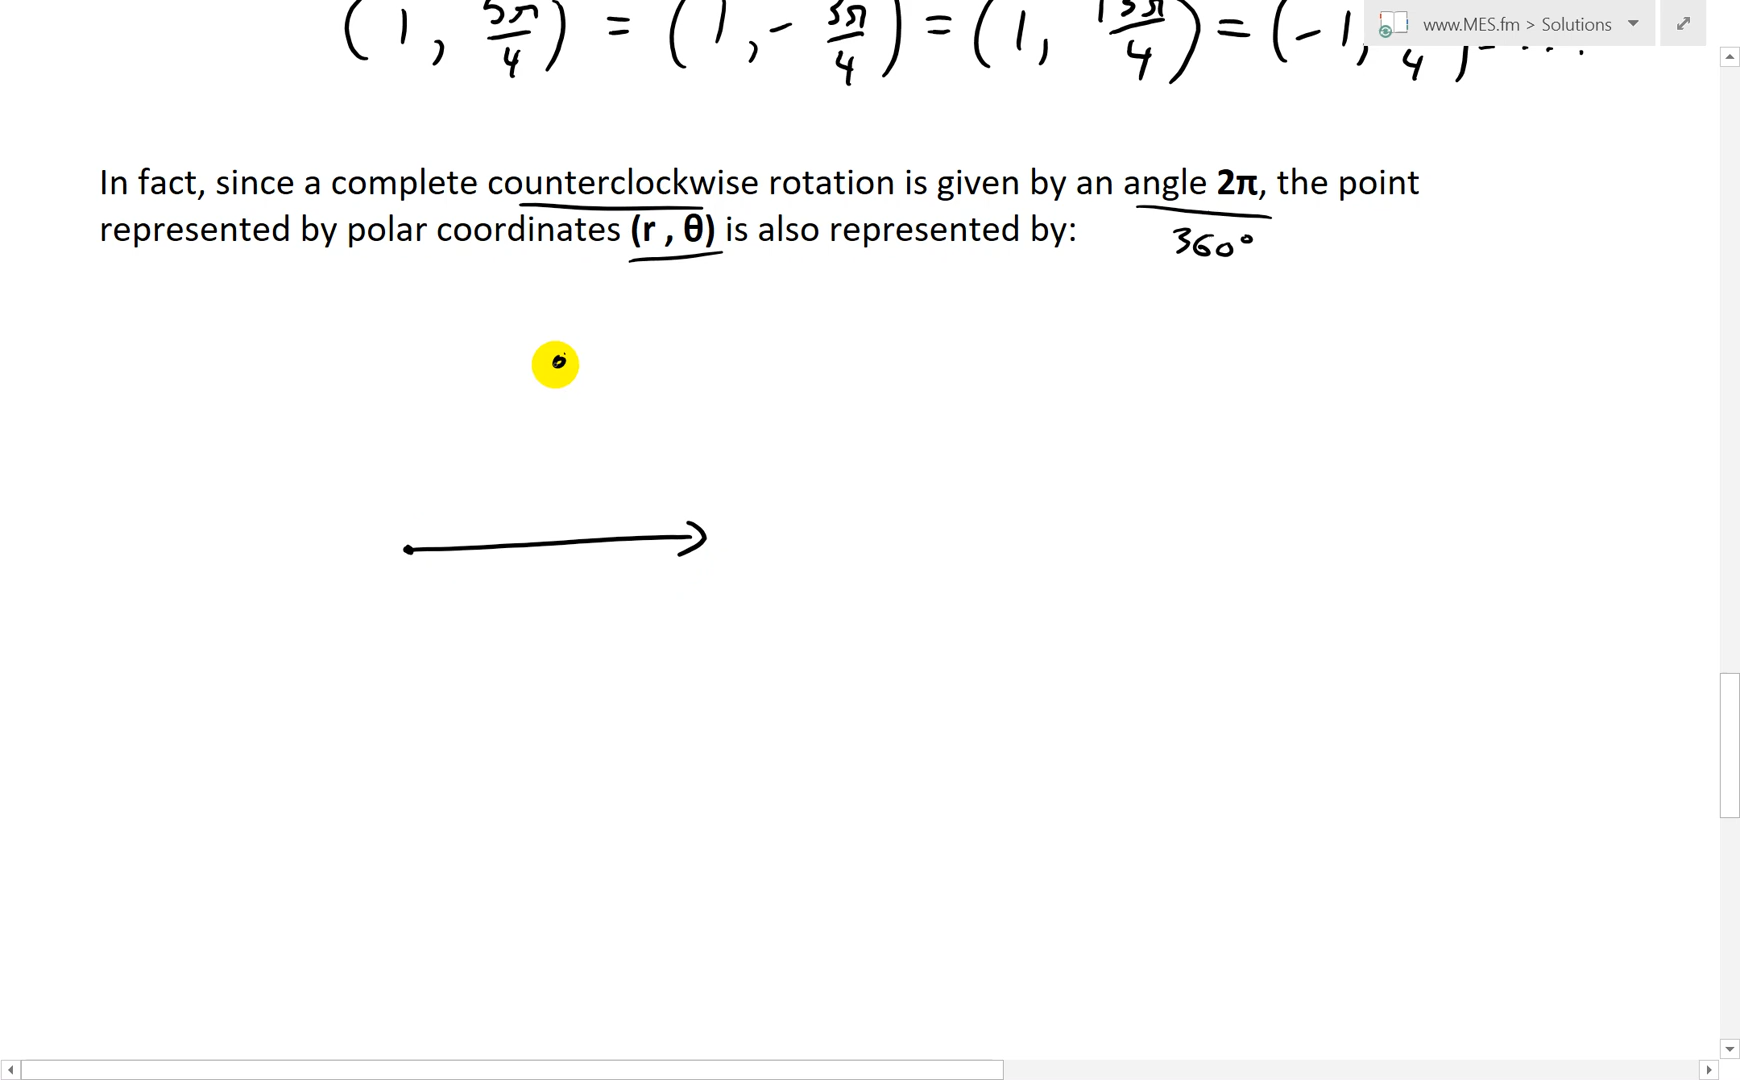 (1, 5π/4) = (1, - 3π/4) = (1, 13π/4) = (-1, /4) = ....
www.MES.fm > Solutions
In fact, since a complete counterclockwise rotation is given by an angle 2π, the point
represented by polar coordinates (r , θ) is also represented by:
360°